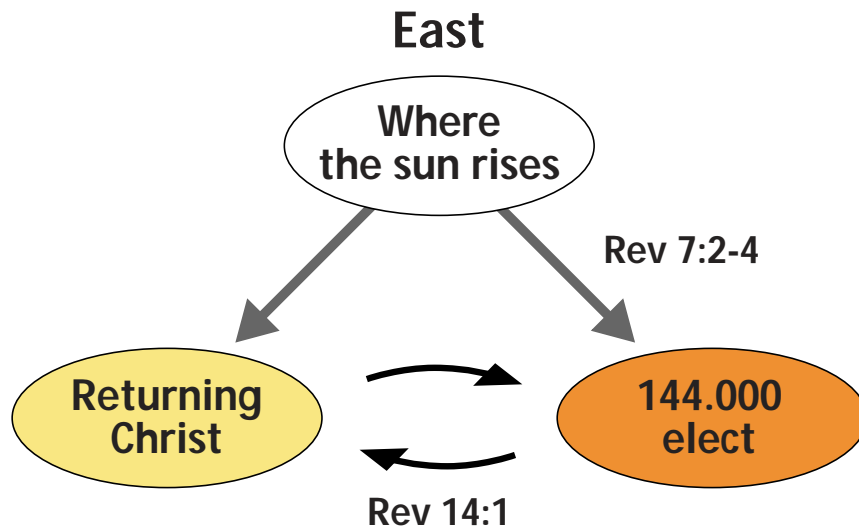 East
Where
the sun rises
Rev 7:2-4
Returning
Christ
144.000
elect
Rev 14:1